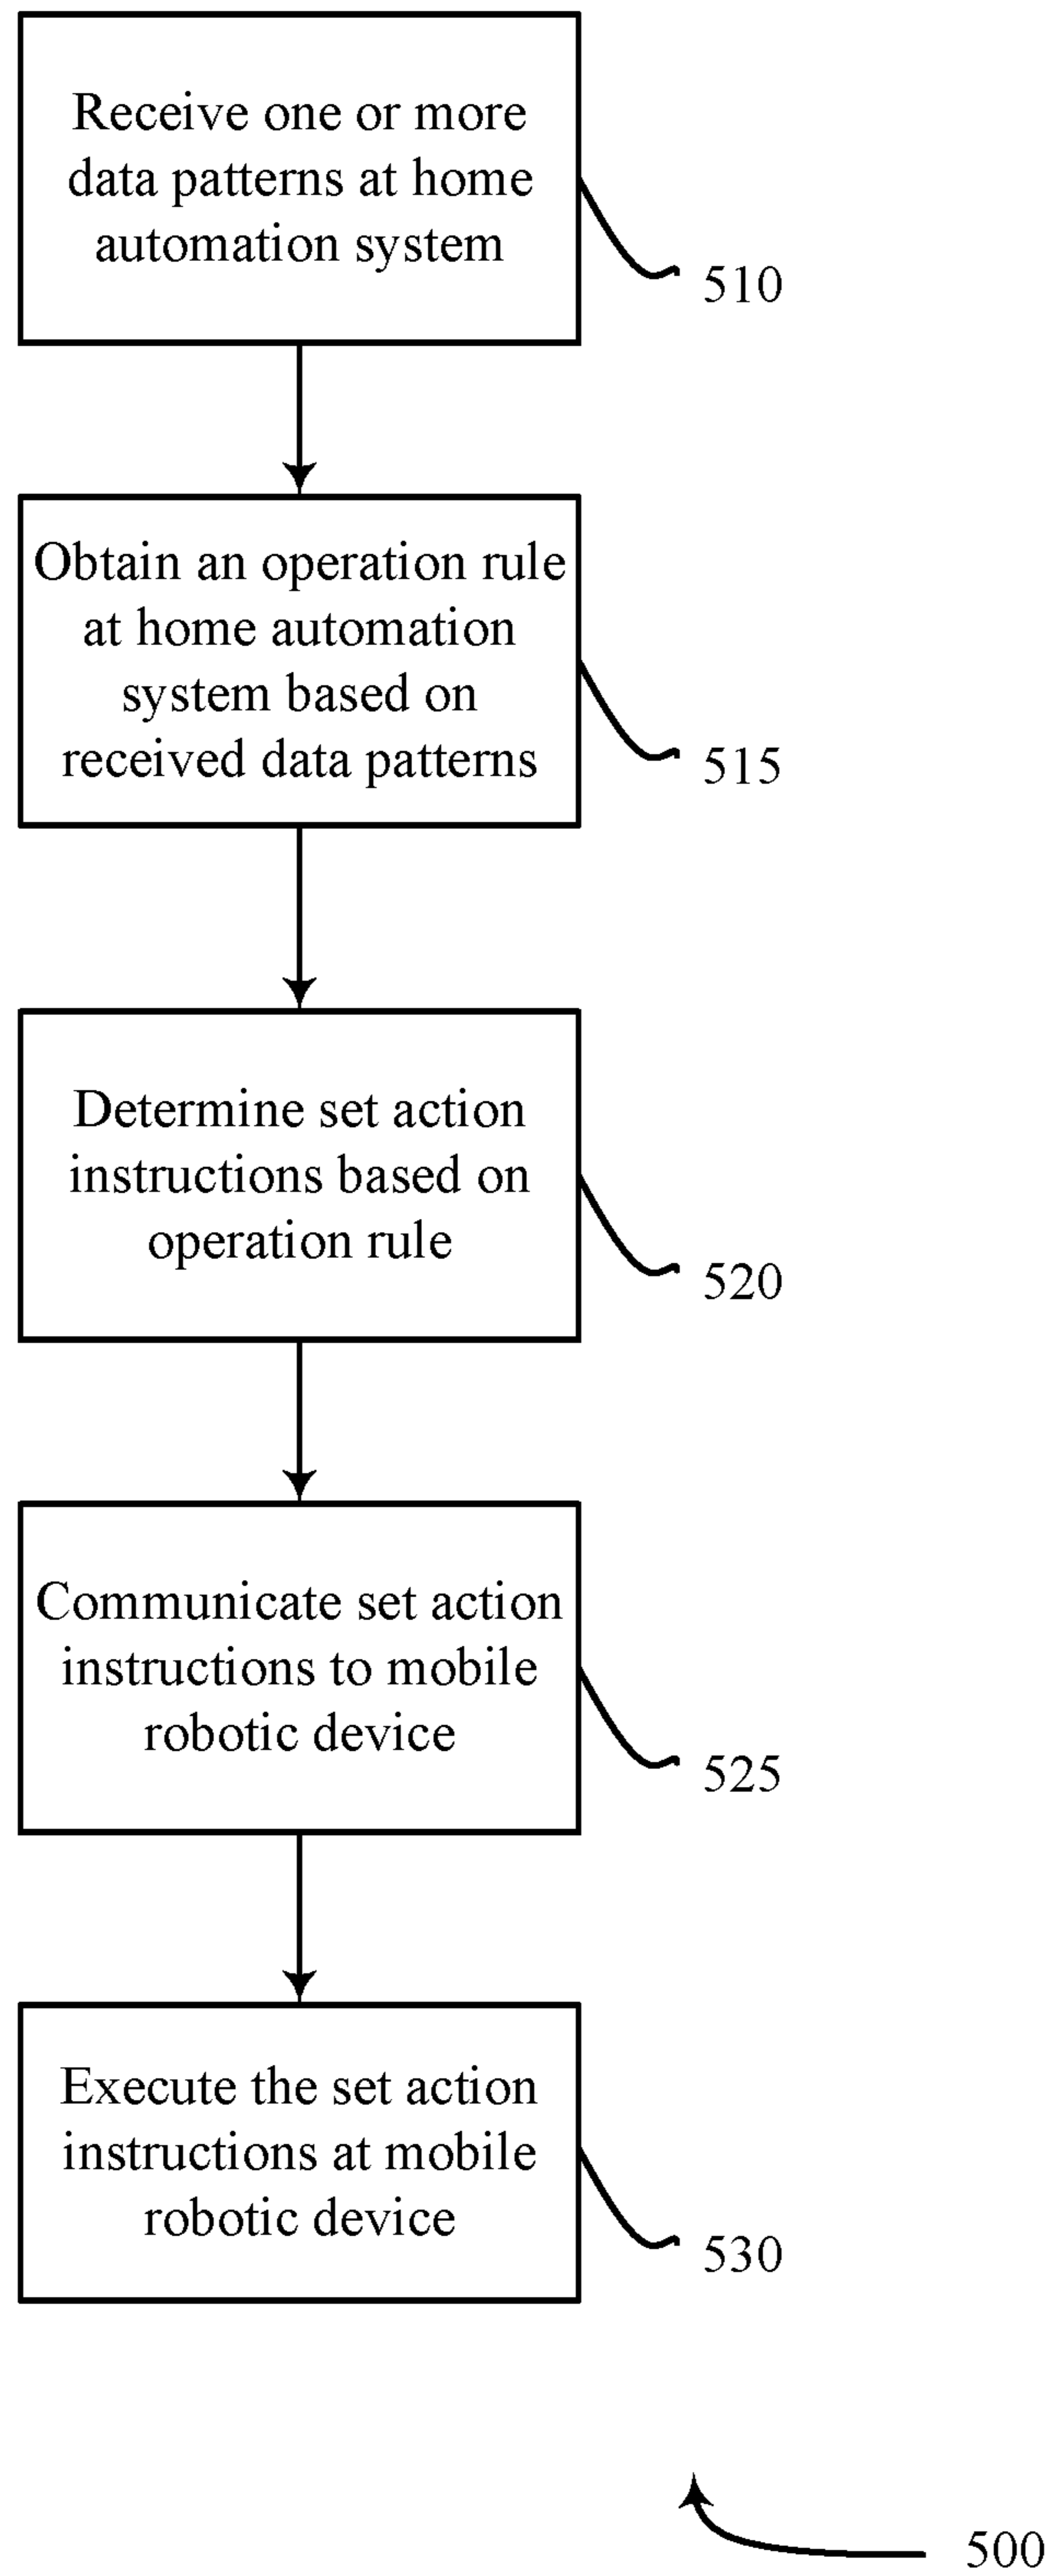 Receive one or more
data patterns at home
automation system
510
Obtain an operation rule
at home automation
system based on
received data patterns
515
Determine set action
instructions based on
operation rule
520
Communicate set action
instructions to mobile
robotic device
525
Execute the set action
instructions at mobile
robotic device
530
500